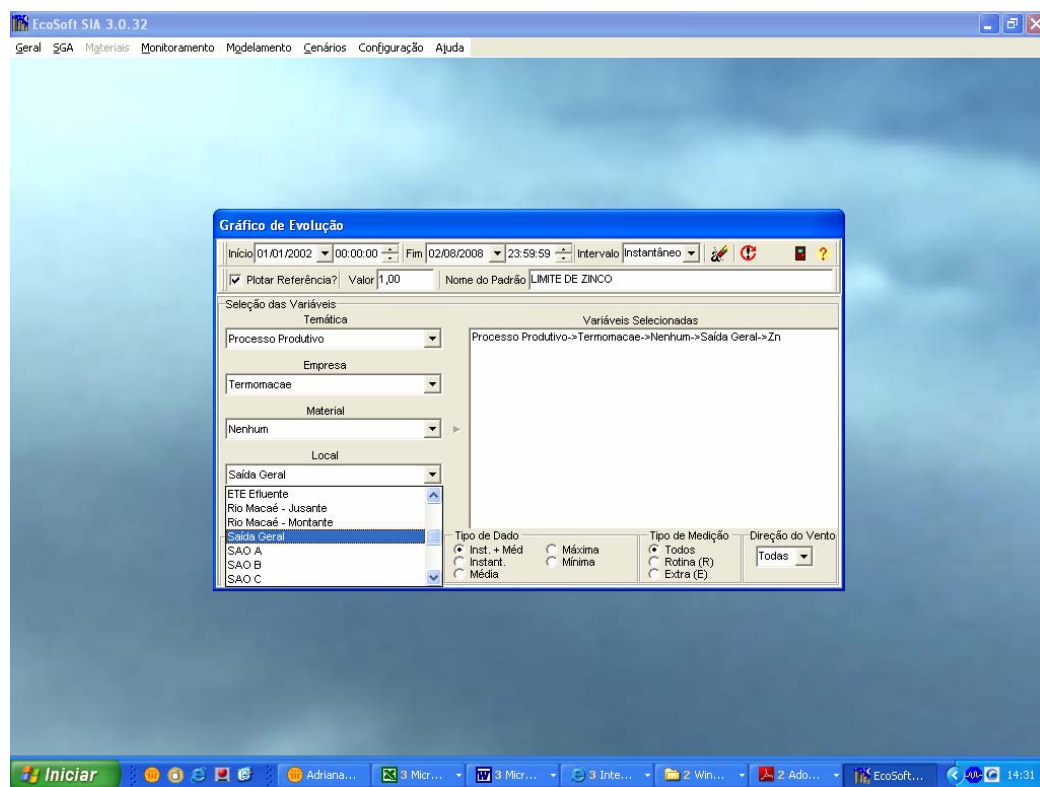 EcoSoft SIA 3.0.32
Geral SGA Materiais Monitoramento Modelamento Cenários Configuração Ajuda
Gráfico de Evolução
Início 01/01/2002 00:00:00 Fim 02/08/2008 23:59:59 Intervalo Instantâneo ?
Plotar Referência? Valor 1,00 Nome do Padrão LIMITE DE ZINCO
Seleção das Variáveis
Temática
Variáveis Selecionadas
Processo Produtivo
Processo Produtivo->Termomacae->Nenhum->Saída Geral->Zn
Empresa
Termomacae
Material
Nenhum
Local
Saída Geral
ETE Efluente
Rio Macaé - Jusante
Rio Macaé - Montante
Saída Geral
SAO A
SAO B
SAO C
Tipo de Dado
Inst. + Méd Máxima
Instant. Mínima
Média
Tipo de Medição
Todos
Rotina (R)
Extra (E)
Direção do Vento
Todas
Iniciar Adriana... 3 Micr... 3 Micr... 3 Inte... 2 Win... 2 Ado... EcoSoft... 14:31